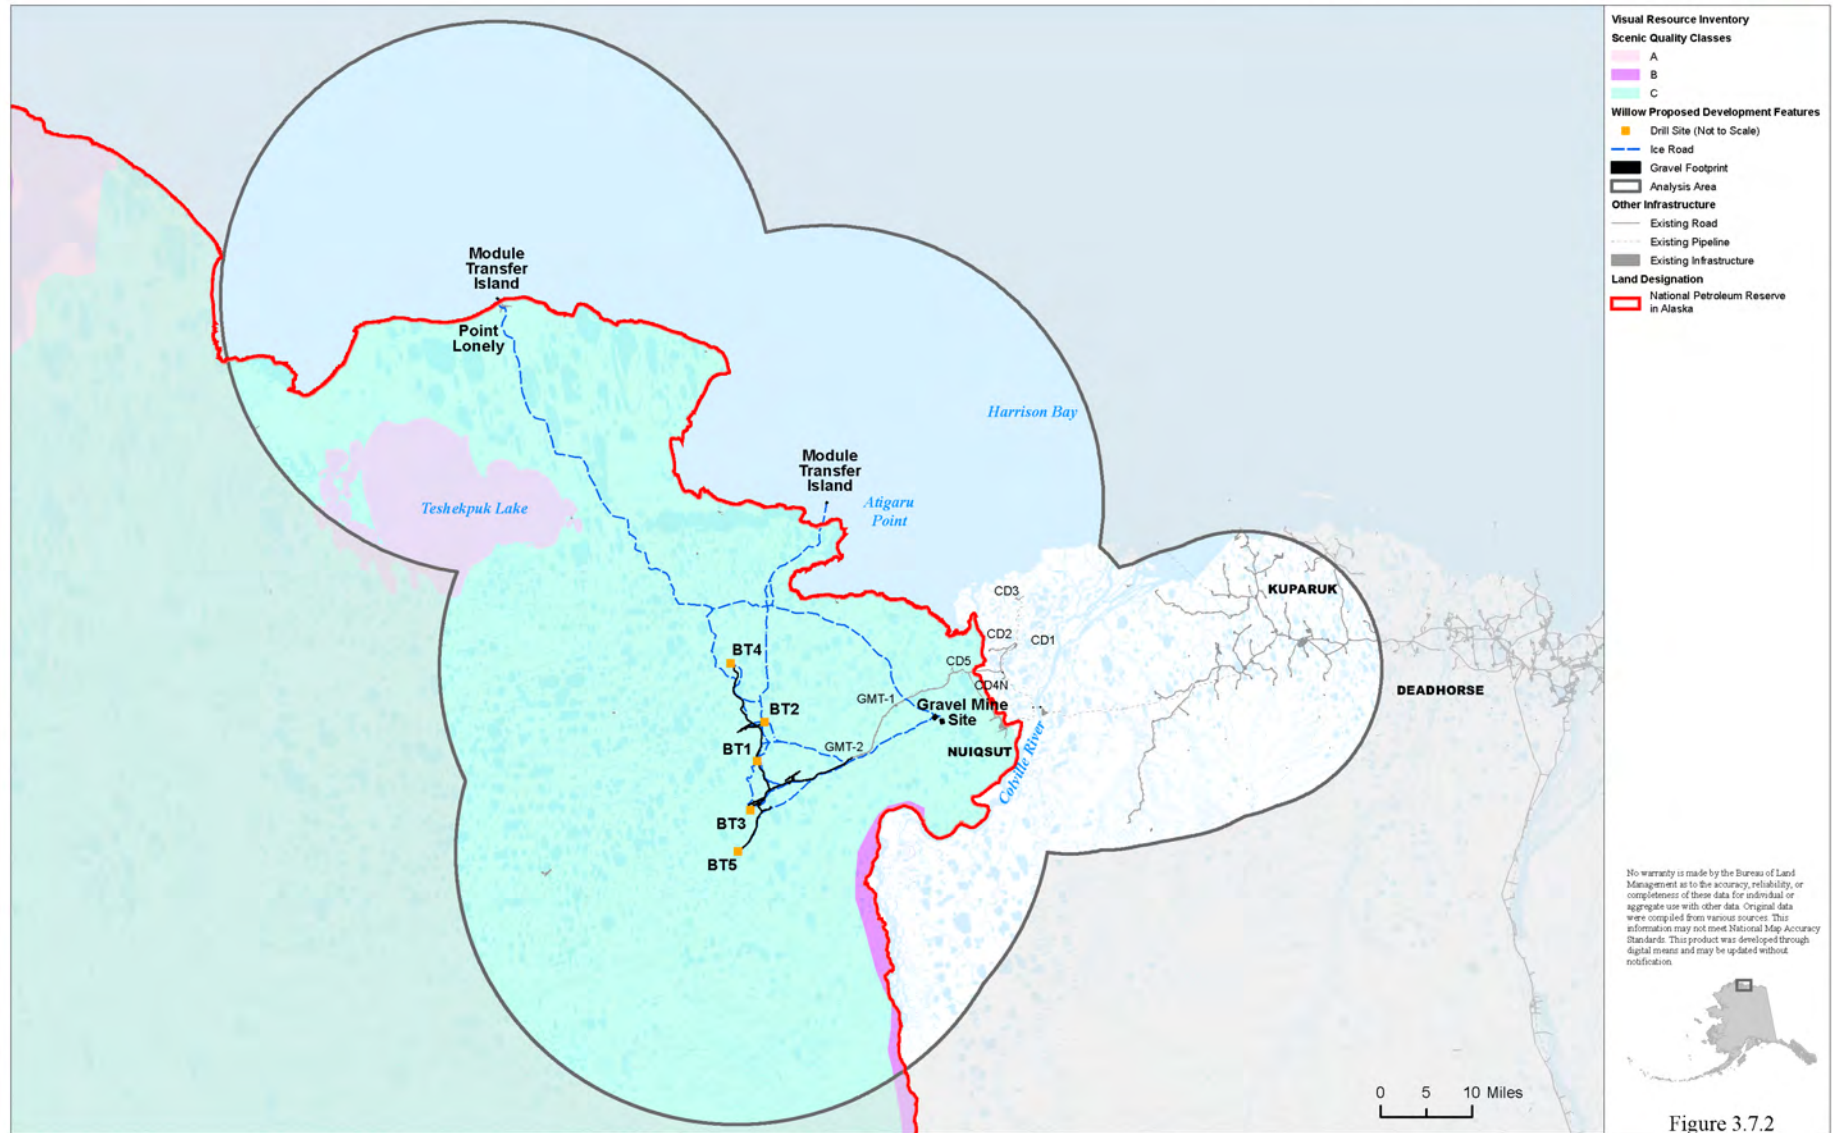 Module
Transfer
Island
Point
Lonely
Harrison Bay
Module
Transfer
Island
Atigaru
Point
Teshekpuk Lake
CD3
KUPARUK
CD2
CD1
BT4
CD5
CD4N
DEADHORSE
GMT-1
Gravel Mine
Site
BT2
BT1
GMT-2
NUIQSUT
Colville River
BT3
BT5
0 5 10 Miles
Visual Resource Inventory
Scenic Quality Classes
A
B
C
Willow Proposed Development Features
Drill Site (Not to Scale)
Ice Road
Gravel Footprint
Analysis Area
Other Infrastructure
Existing Road
Existing Pipeline
Existing Infrastructure
Land Designation
National Petroleum Reserve
in Alaska
No warranty is made by the Bureau of Land
Management as to the accuracy, reliability, or
completeness of these data for individual or
aggregate use with other data. Original data
were compiled from various sources. This
information may not meet National Map Accuracy
Standards. This product was developed through
digital means and may be updated without
notification.
Figure 3.7.2